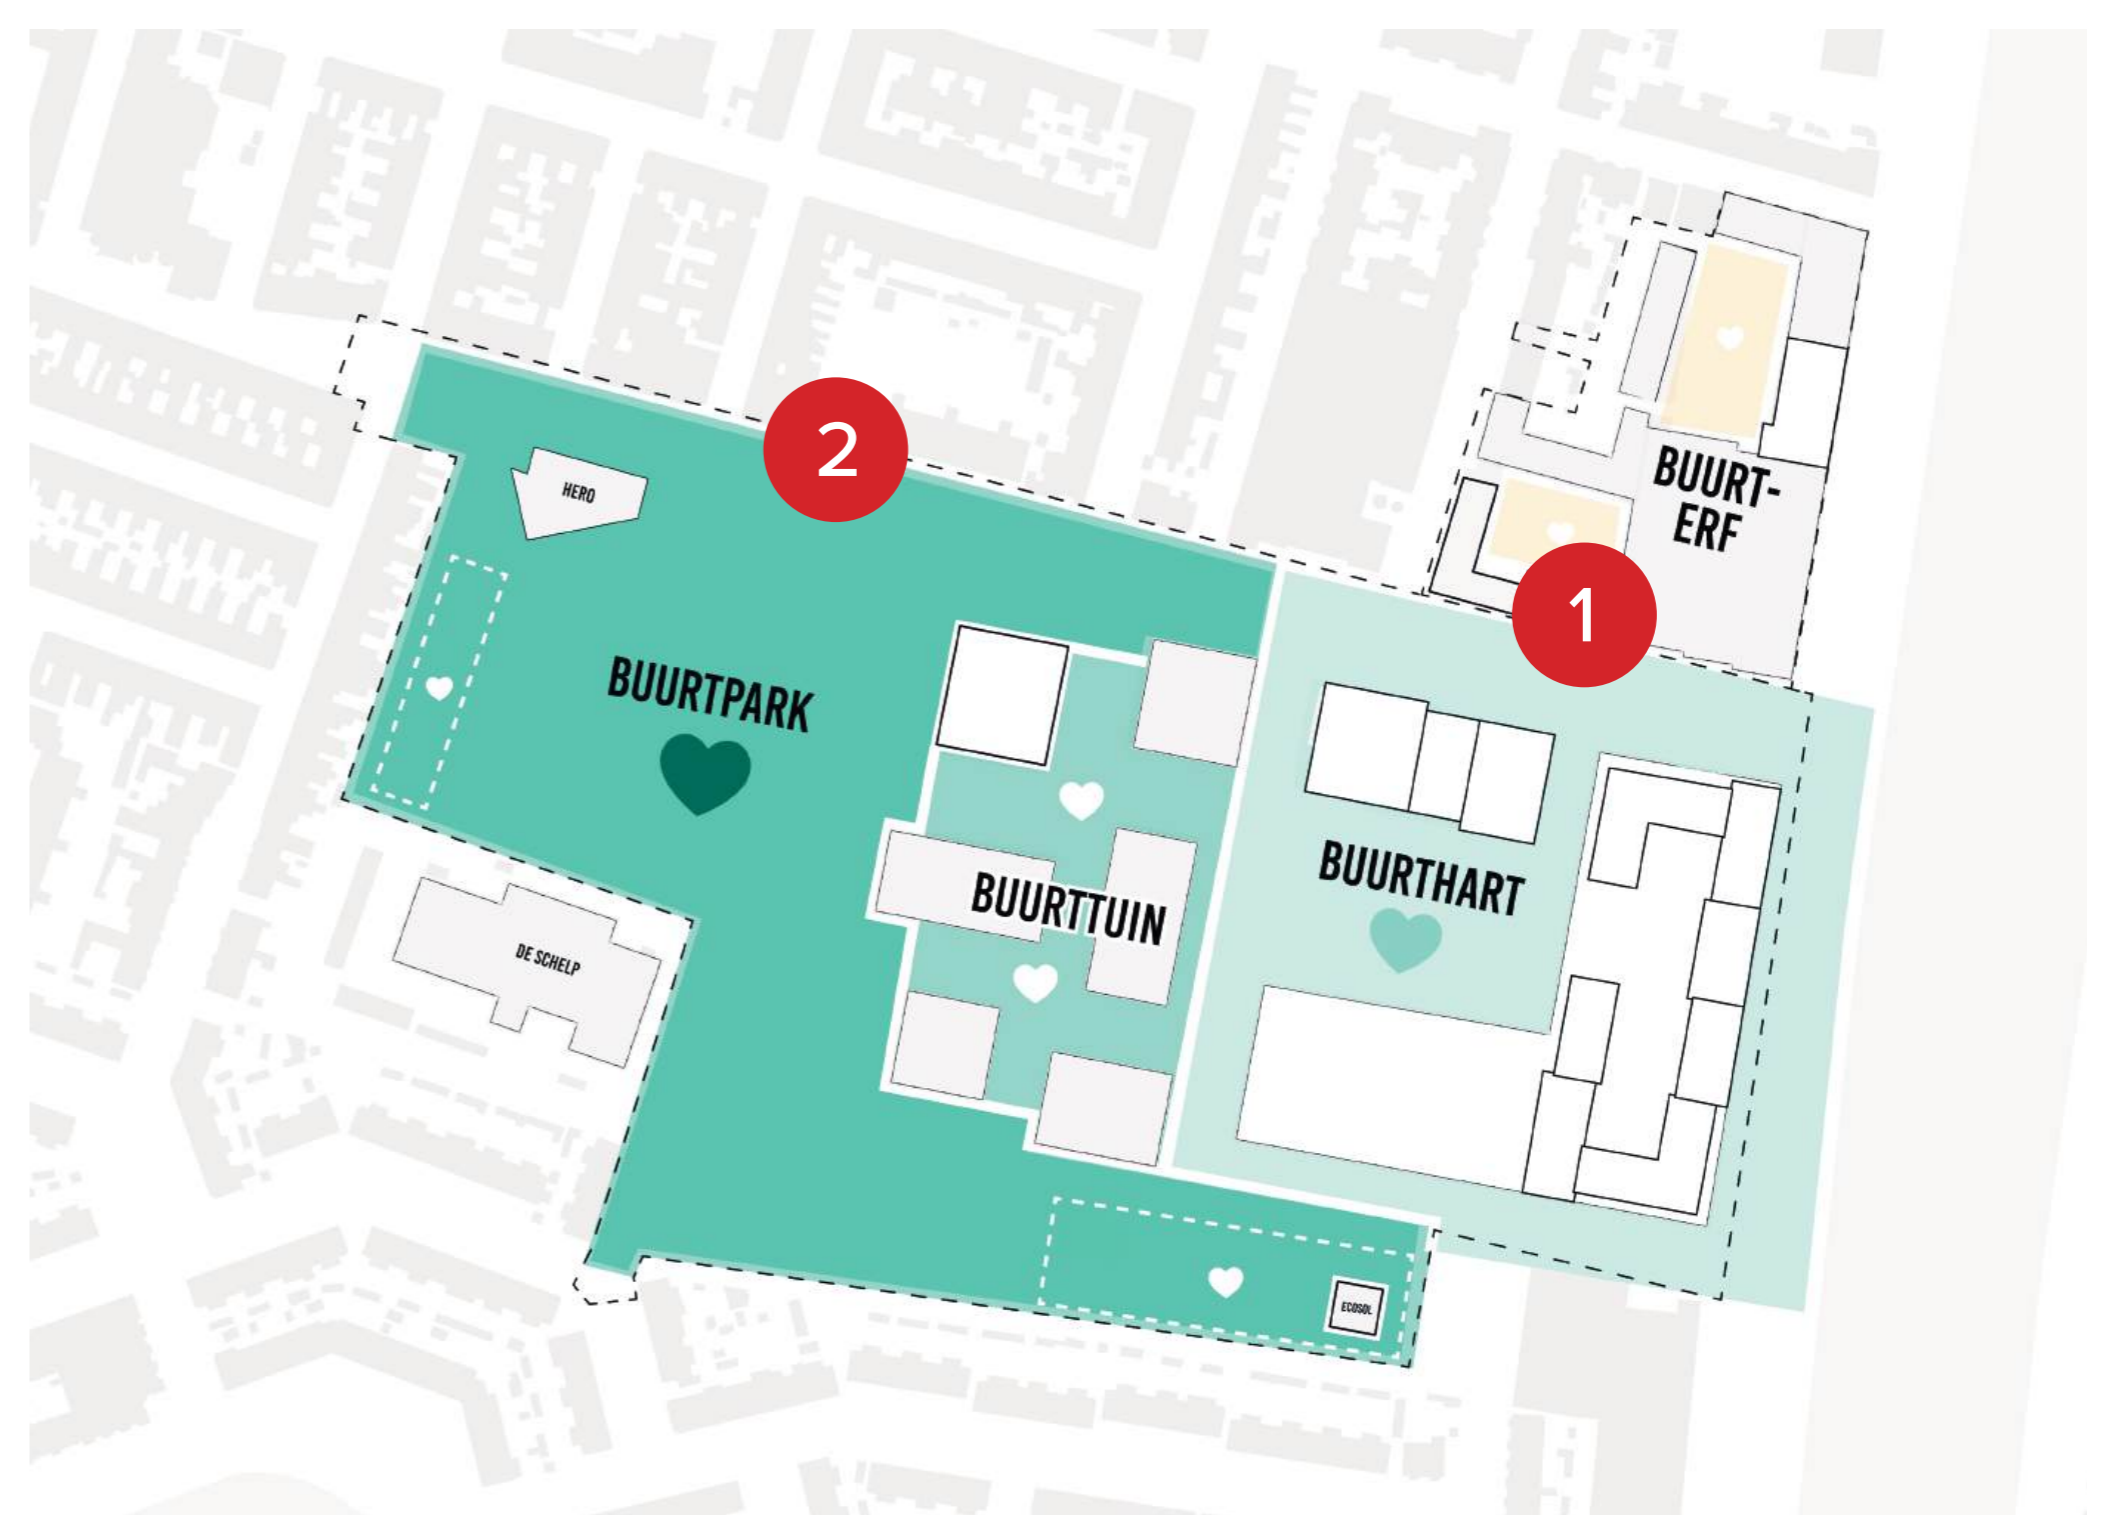 2
HERO
BUURT-
ERF
1
BUURTPARK
BUURTHART
BUURTTUIN
DE SCHELP
ECOSOL